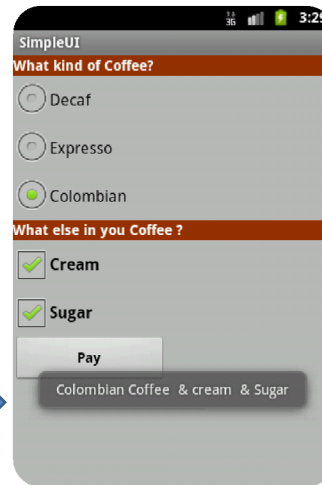 3G 3:29
SimpleUI
What kind of Coffee?
Decaf
Expresso
Colombian
What else in you Coffee ?
Cream
Sugar
Pay
Colombian Coffee & cream & Sugar